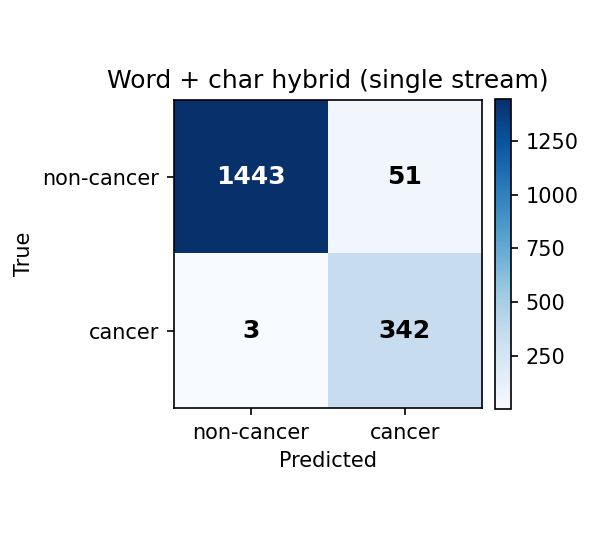 Word + char hybrid (single stream)
non-cancer
1443
51
cancer
3
342
non-cancer
cancer
Predicted
True
1250
1000
750
500
250